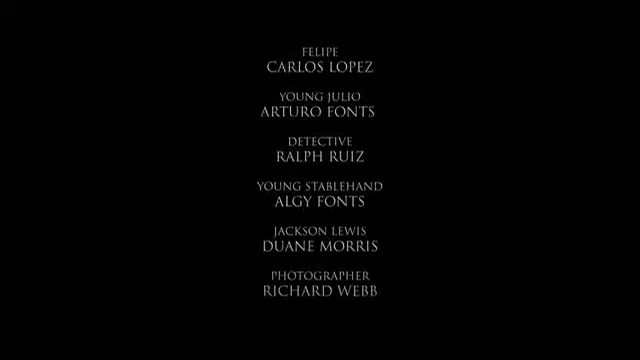 FELIPE
CARLOS LOPEZ
YOUNG JULIO
ARTURO FONTS
DETECTIVE
RALPH RUIZ
YOUNG STABLEHAND
ALGY FONTS
JACKSON LEWIS
DUANE MORRIS
PHOTOGRAPHER
RICHARD WEBB